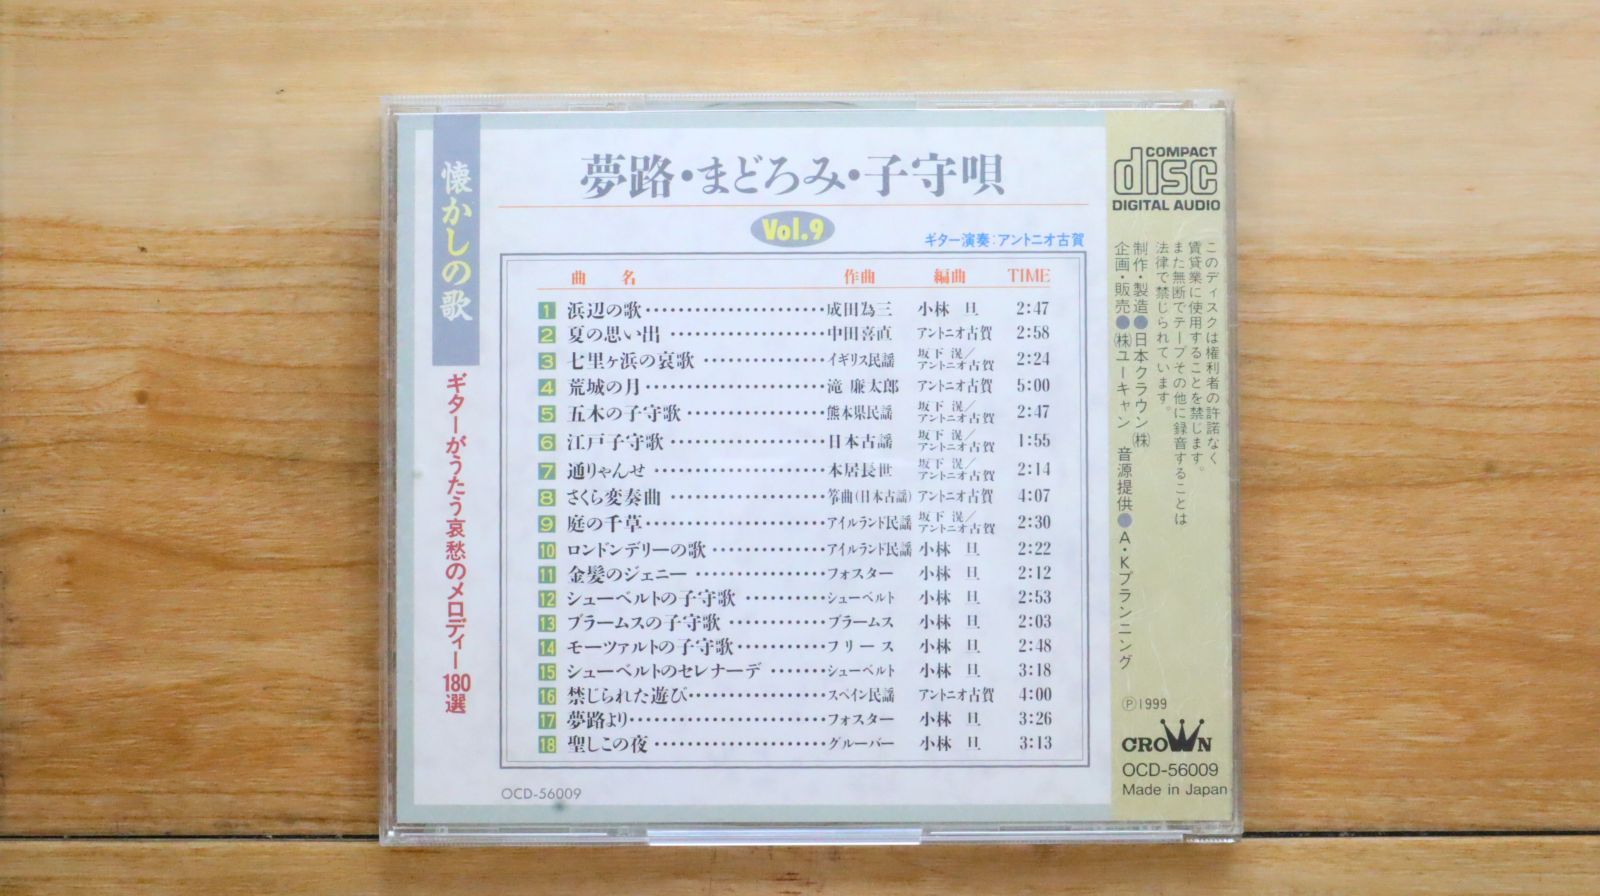 懐かしの歌
ギターがうたう哀愁のメロディー180選
夢路・まどろみ・子守唄
Vol.9
ギター演奏：アントニオ古賀
曲名 作曲 編曲 TIME
1 浜辺の歌 成田為三 小林 旦 2:47
2 夏の思い出 中田喜直 アントニオ古賀 2:58
3 七里ヶ浜の哀歌 イギリス民謡 坂下 滉／アントニオ古賀 2:24
4 荒城の月 滝 廉太郎 アントニオ古賀 5:00
5 五木の子守歌 熊本県民謡 坂下 滉／アントニオ古賀 2:47
6 江戸子守歌 日本古謡 坂下 滉／アントニオ古賀 1:55
7 通りゃんせ 本居長世 坂下 滉／アントニオ古賀 2:14
8 さくら変奏曲 筝曲(日本古謡) アントニオ古賀 4:07
9 庭の千草 アイルランド民謡 坂下 滉／アントニオ古賀 2:30
10 ロンドンデリーの歌 アイルランド民謡 小林 旦 2:22
11 金髪のジェニー フォスター 小林 旦 2:12
12 シューベルトの子守歌 シューベルト 小林 旦 2:53
13 ブラームスの子守歌 ブラームス 小林 旦 2:03
14 モーツァルトの子守歌 フリース 小林 旦 2:48
15 シューベルトのセレナーデ シューベルト 小林 旦 3:18
16 禁じられた遊び スペイン民謡 アントニオ古賀 4:00
17 夢路より フォスター 小林 旦 3:26
18 聖しこの夜 グルーバー 小林 旦 3:13
OCD-56009
COMPACT
disc
DIGITAL AUDIO
このディスクは権利者の許諾なく
賃貸業に使用することを禁じます。
また無断でテープその他に録音することは
法律で禁じられています。
制作・製造●日本クラウン㈱
企画・販売●㈱ユーキャン 音源提供●A・Kプランニング
Ⓟ1999
CROWN
OCD-56009
Made in Japan